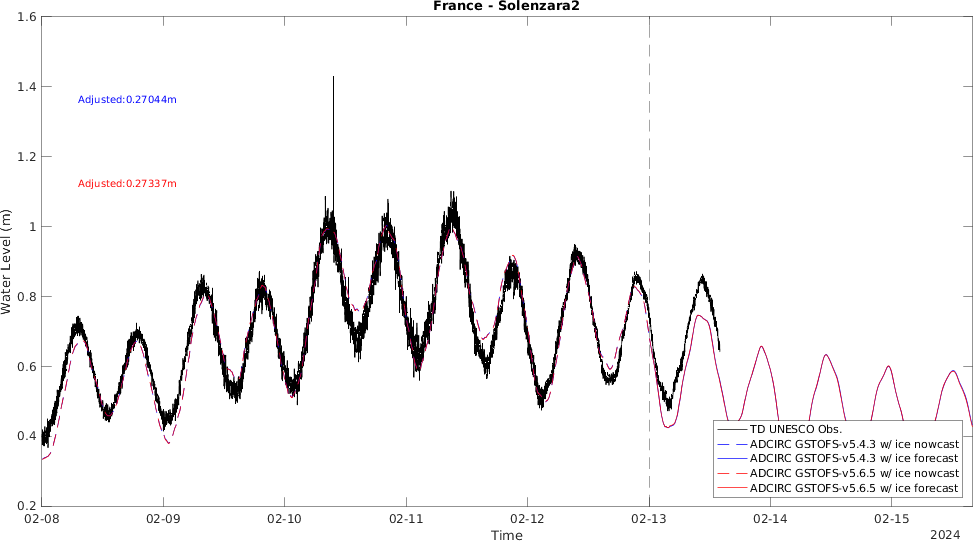 France - Solenzara2
1.6
1.4
1.2
1
0.8
0.6
0.4
0.2
Water Level (m)
Adjusted:0.27044m
Adjusted:0.27337m
TD UNESCO Obs.
ADCIRC GSTOFS-v5.4.3 w/ ice nowcast
ADCIRC GSTOFS-v5.4.3 w/ ice forecast
ADCIRC GSTOFS-v5.6.5 w/ ice nowcast
ADCIRC GSTOFS-v5.6.5 w/ ice forecast
02-08 02-09 02-10 02-11 02-12 02-13 02-14 02-15
Time
2024